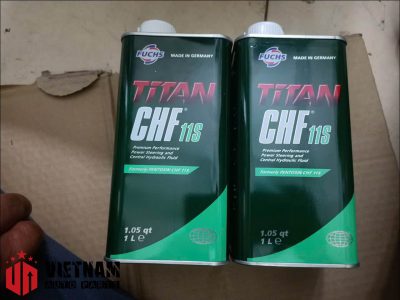 FUCHS
MADE IN GERMANY
TITAN
CHF® 11S
Premium Performance
Power Steering and
Central Hydraulic Fluid
Formerly PENTOSIN CHF 11S
1.05 qt
1 L ℮
FUCHS
MADE IN GERMANY
TITAN
CHF® 11S
Premium Performance
Power Steering and
Central Hydraulic Fluid
Formerly PENTOSIN CHF 11S
1.05 qt
1 L ℮
VIETNAM